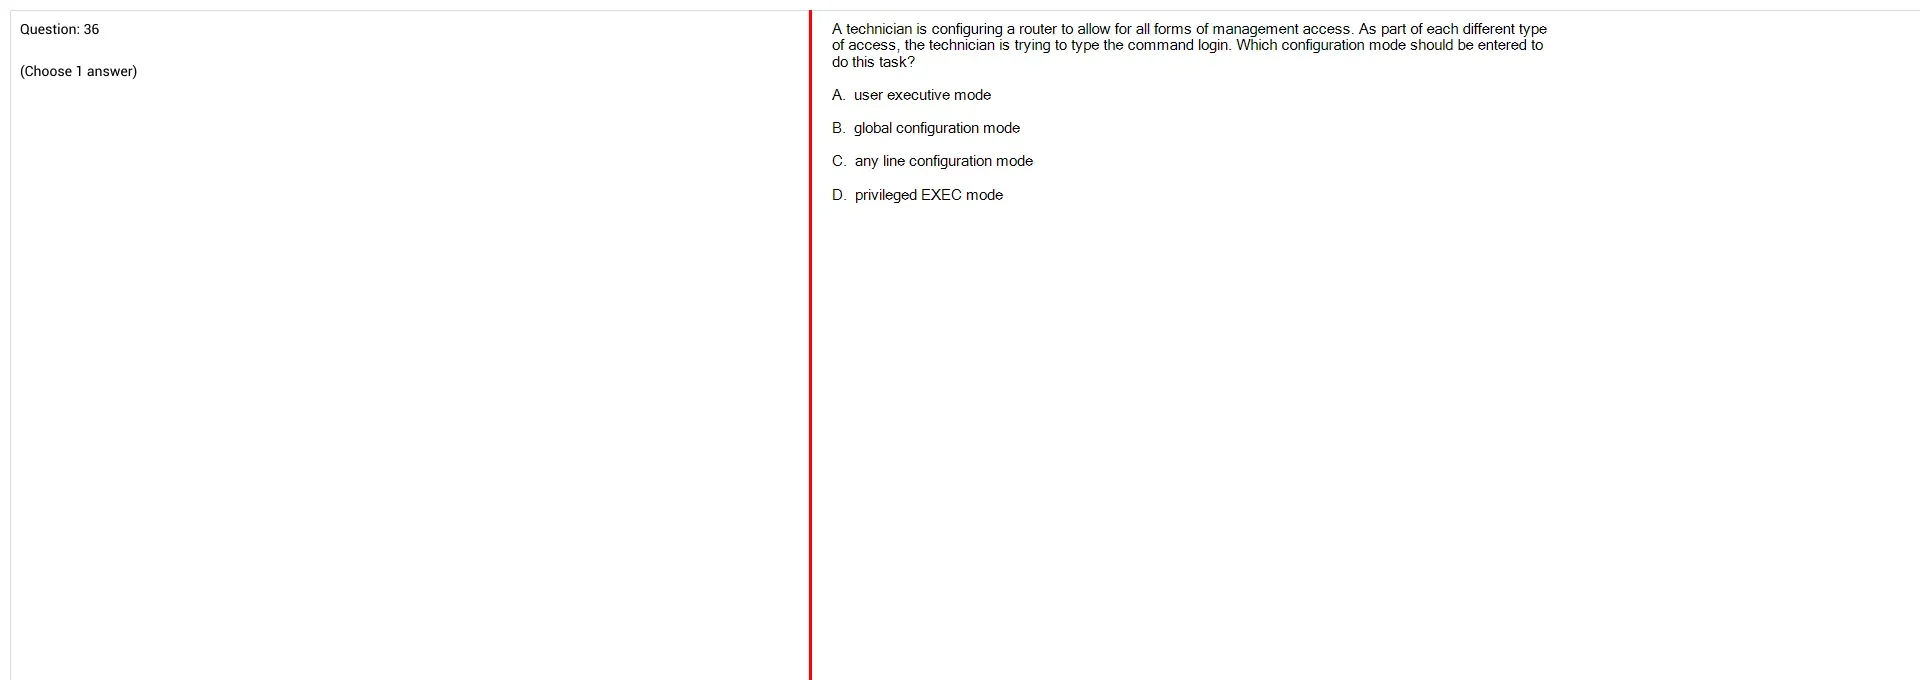 Question: 36
(Choose 1 answer)
A technician is configuring a router to allow for all forms of management access. As part of each different type
of access, the technician is trying to type the command login. Which configuration mode should be entered to
do this task?
A. user executive mode
B. global configuration mode
C. any line configuration mode
D. privileged EXEC mode